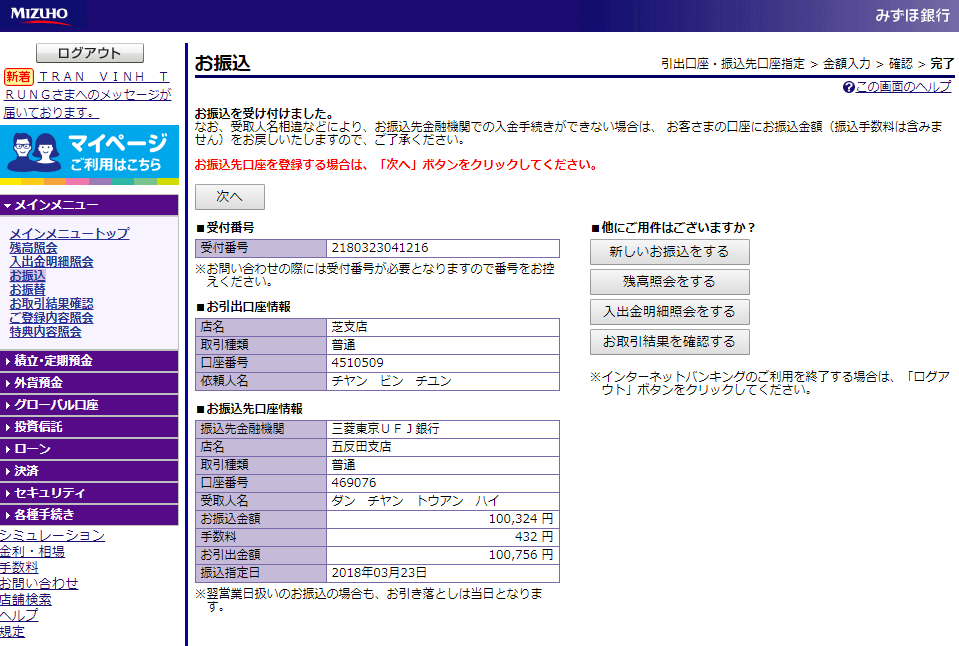 MIZUHO
みずほ銀行
ログアウト
新着 ＴＲＡＮ　ＶＩＮＨ　Ｔ
ＲＵＮＧさまへのメッセージが
届いております。
マイページ
ご利用はこちら
メインメニュー
メインメニュートップ
残高照会
入出金明細照会
お振込
お振替
お取引結果確認
ご登録内容照会
特典内容照会
積立・定期預金
外貨預金
グローバル口座
投資信託
ローン
決済
セキュリティ
各種手続き
シミュレーション
金利・相場
手数料
お問い合わせ
店舗検索
ヘルプ
規定
お振込
引出口座・振込先口座指定 > 金額入力 > 確認 > 完了
?この画面のヘルプ
お振込を受け付けました。
なお、受取人名相違などにより、お振込先金融機関での入金手続きができない場合は、 お客さまの口座にお振込金額（振込手数料は含みま
せん）をお戻しいたしますので、ご了承ください。
お振込先口座を登録する場合は、「次へ」ボタンをクリックしてください。
次へ
■受付番号
受付番号 2180323041216
※お問い合わせの際には受付番号が必要となりますので番号をお控
えください。
■お引出口座情報
店名 芝支店
取引種類 普通
口座番号 4510509
依頼人名 チヤン　ビン　チユン
■お振込先口座情報
振込先金融機関 三菱東京ＵＦＪ銀行
店名 五反田支店
取引種類 普通
口座番号 469076
受取人名 ダン　チヤン　トウアン　ハイ
お振込金額 100,324 円
手数料 432 円
お引出金額 100,756 円
振込指定日 2018年03月23日
※翌営業日扱いのお振込の場合も、お引き落としは当日となりま
す。
■他にご用件はございますか？
新しいお振込をする
残高照会をする
入出金明細照会をする
お取引結果を確認する
※インターネットバンキングのご利用を終了する場合は、「ログア
ウト」ボタンをクリックしてください。